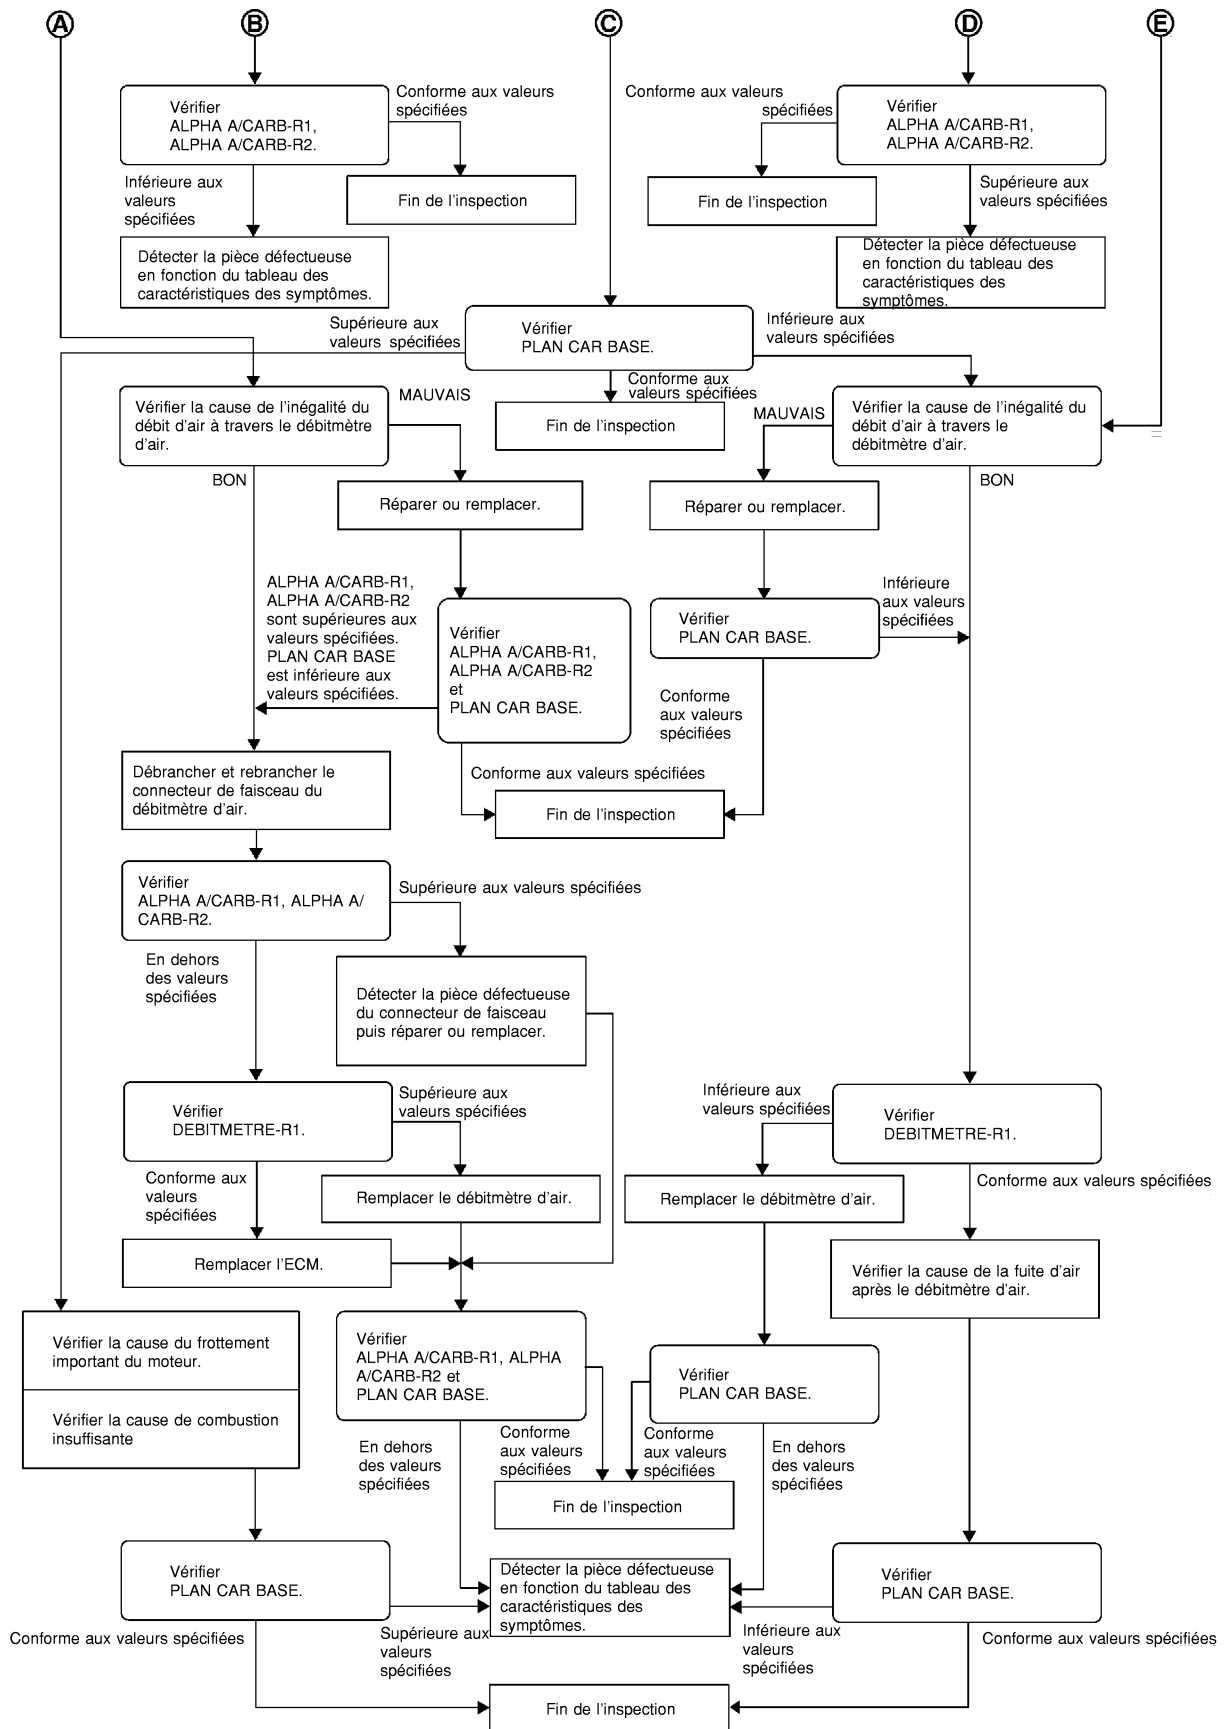 A
B
C
D
E
Vérifier
ALPHA A/CARB-R1,
ALPHA A/CARB-R2.
Conforme aux valeurs
spécifiées
Conforme aux valeurs
spécifiées
Vérifier
ALPHA A/CARB-R1,
ALPHA A/CARB-R2.
Inférieure aux
valeurs
spécifiées
Fin de l'inspection
Fin de l'inspection
Supérieure aux
valeurs spécifiées
Détecter la pièce défectueuse
en fonction du tableau des
caractéristiques des symptômes.
Détecter la pièce défectueuse
en fonction du tableau des
caractéristiques des
symptômes.
Supérieure aux
valeurs spécifiées
Vérifier
PLAN CAR BASE.
Inférieure aux
valeurs spécifiées
Conforme aux
valeurs spécifiées
Fin de l'inspection
Vérifier la cause de l'inégalité du
débit d'air à travers le débitmètre
d'air.
MAUVAIS
MAUVAIS
Vérifier la cause de l'inégalité du
débit d'air à travers le
débitmètre d'air.
BON
BON
Réparer ou remplacer.
Réparer ou remplacer.
ALPHA A/CARB-R1,
ALPHA A/CARB-R2
sont supérieures aux
valeurs spécifiées.
PLAN CAR BASE
est inférieure aux
valeurs spécifiées.
Vérifier
ALPHA A/CARB-R1,
ALPHA A/CARB-R2
et
PLAN CAR BASE.
Vérifier
PLAN CAR BASE.
Inférieure
aux valeurs
spécifiées
Conforme
aux valeurs
spécifiées
Débrancher et rebrancher le
connecteur de faisceau du
débitmètre d'air.
Conforme aux valeurs spécifiées
Fin de l'inspection
Vérifier
ALPHA A/CARB-R1, ALPHA A/
CARB-R2.
Supérieure aux valeurs spécifiées
En dehors
des valeurs
spécifiées
Détecter la pièce défectueuse
du connecteur de faisceau
puis réparer ou remplacer.
Vérifier
DEBITMETRE-R1.
Supérieure aux
valeurs spécifiées
Inférieure aux
valeurs spécifiées
Vérifier
DEBITMETRE-R1.
Conforme aux
valeurs
spécifiées
Remplacer le débitmètre d'air.
Remplacer le débitmètre d'air.
Conforme aux valeurs spécifiées
Remplacer l'ECM.
Vérifier la cause de la fuite d'air
après le débitmètre d'air.
Vérifier la cause du frottement
important du moteur.
Vérifier la cause de combustion
insuffisante
Vérifier
ALPHA A/CARB-R1, ALPHA
A/CARB-R2 et
PLAN CAR BASE.
Vérifier
PLAN CAR BASE.
En dehors
des valeurs
spécifiées
Conforme
aux valeurs
spécifiées
Conforme
aux valeurs
spécifiées
En dehors
des valeurs
spécifiées
Fin de l'inspection
Vérifier
PLAN CAR BASE.
Détecter la pièce défectueuse
en fonction du tableau des
caractéristiques des
symptômes.
Vérifier
PLAN CAR BASE.
Conforme aux valeurs spécifiées
Supérieure aux
valeurs
spécifiées
Inférieure aux
valeurs
spécifiées
Conforme aux valeurs spécifiées
Fin de l'inspection